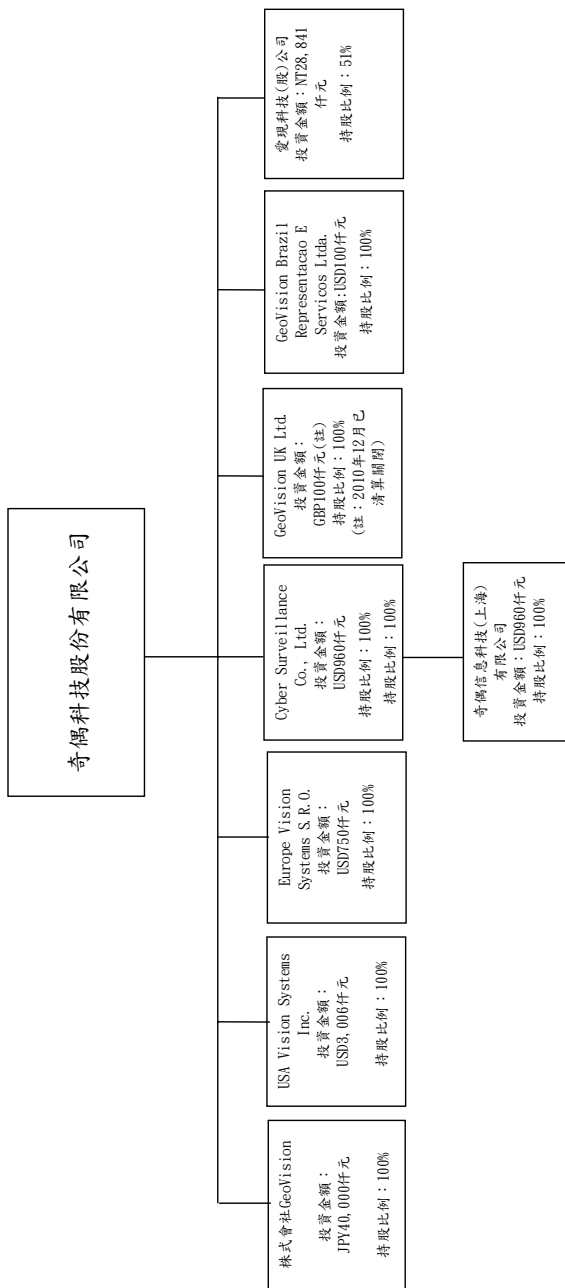 奇偶科技股份有限公司
株式會社GeoVision
投資金額：
JPY40,000仟元
持股比例：100%
USA Vision Systems
Inc.
投資金額：
USD3,006仟元
持股比例：100%
Europe Vision
Systems S.R.O.
投資金額：
USD750仟元
持股比例：100%
Cyber Surveillance
Co., Ltd.
投資金額：
USD960仟元
持股比例：100%
持股比例：100%
GeoVision UK Ltd.
投資金額：
GBP100仟元(註)
持股比例：100%
(註：2010年12月已
清算關閉)
GeoVision Brazil
Representacao E
Servicos Ltda.
投資金額:USD100仟元
持股比例：100%
愛現科技(股)公司
投資金額：NT28,841
仟元
持股比例：51%
奇偶信息科技(上海)
有限公司
投資金額：USD960仟元
持股比例：100%